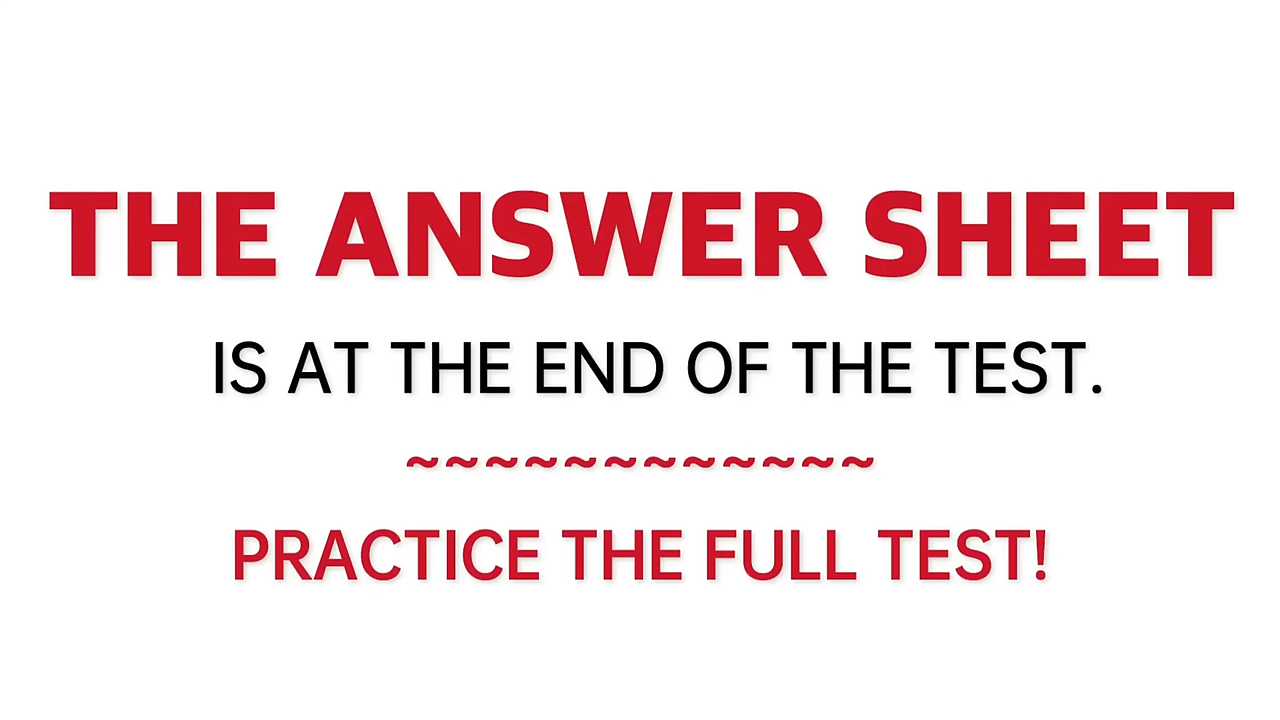 THE ANSWER SHEET
IS AT THE END OF THE TEST.
~~~~~~~~~~~~
PRACTICE THE FULL TEST!